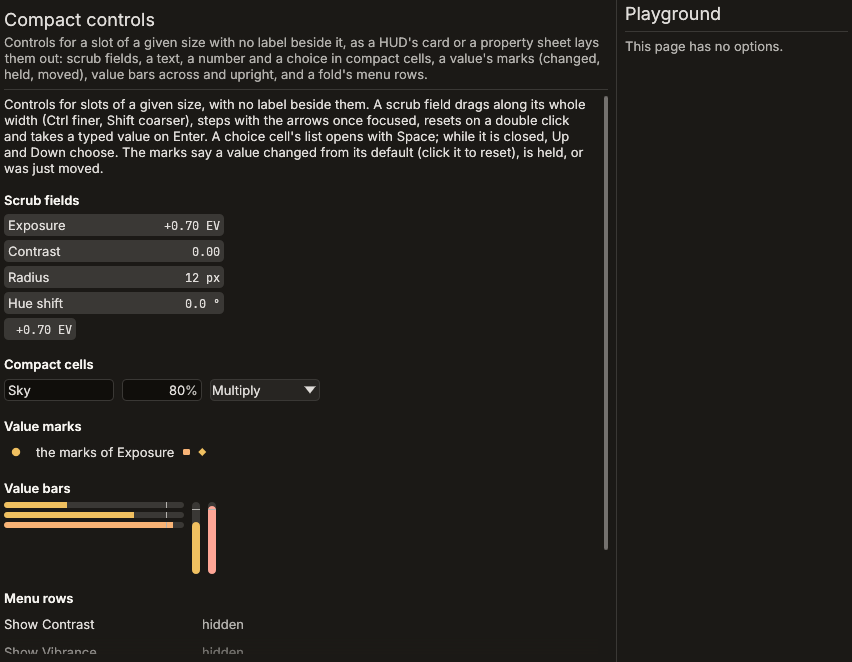 Compact controls
Controls for a slot of a given size with no label beside it, as a HUD's card or a property sheet lays
them out: scrub fields, a text, a number and a choice in compact cells, a value's marks (changed,
held, moved), value bars across and upright, and a fold's menu rows.
Controls for slots of a given size, with no label beside them. A scrub field drags along its whole
width (Ctrl finer, Shift coarser), steps with the arrows once focused, resets on a double click
and takes a typed value on Enter. A choice cell's list opens with Space; while it is closed, Up
and Down choose. The marks say a value changed from its default (click it to reset), is held, or
was just moved.
Scrub fields
Exposure +0.70 EV
Contrast 0.00
Radius 12 px
Hue shift 0.0 °
+0.70 EV
Compact cells
Sky 80% Multiply
Value marks
the marks of Exposure
Value bars
Menu rows
Show Contrast hidden
Show Vibrance hidden
Playground
This page has no options.